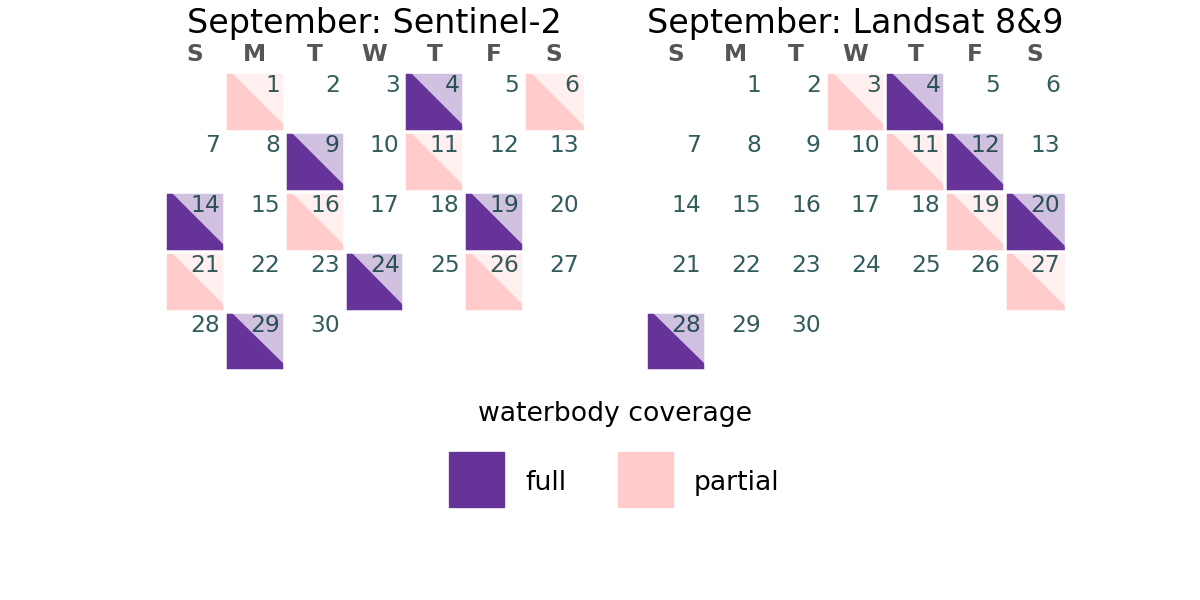 September: Sentinel-2
S M T W T F S
1 2 3 4 5 6
7 8 9 10 11 12 13
14 15 16 17 18 19 20
21 22 23 24 25 26 27
28 29 30
September: Landsat 8&9
S M T W T F S
1 2 3 4 5 6
7 8 9 10 11 12 13
14 15 16 17 18 19 20
21 22 23 24 25 26 27
28 29 30
waterbody coverage
full
partial